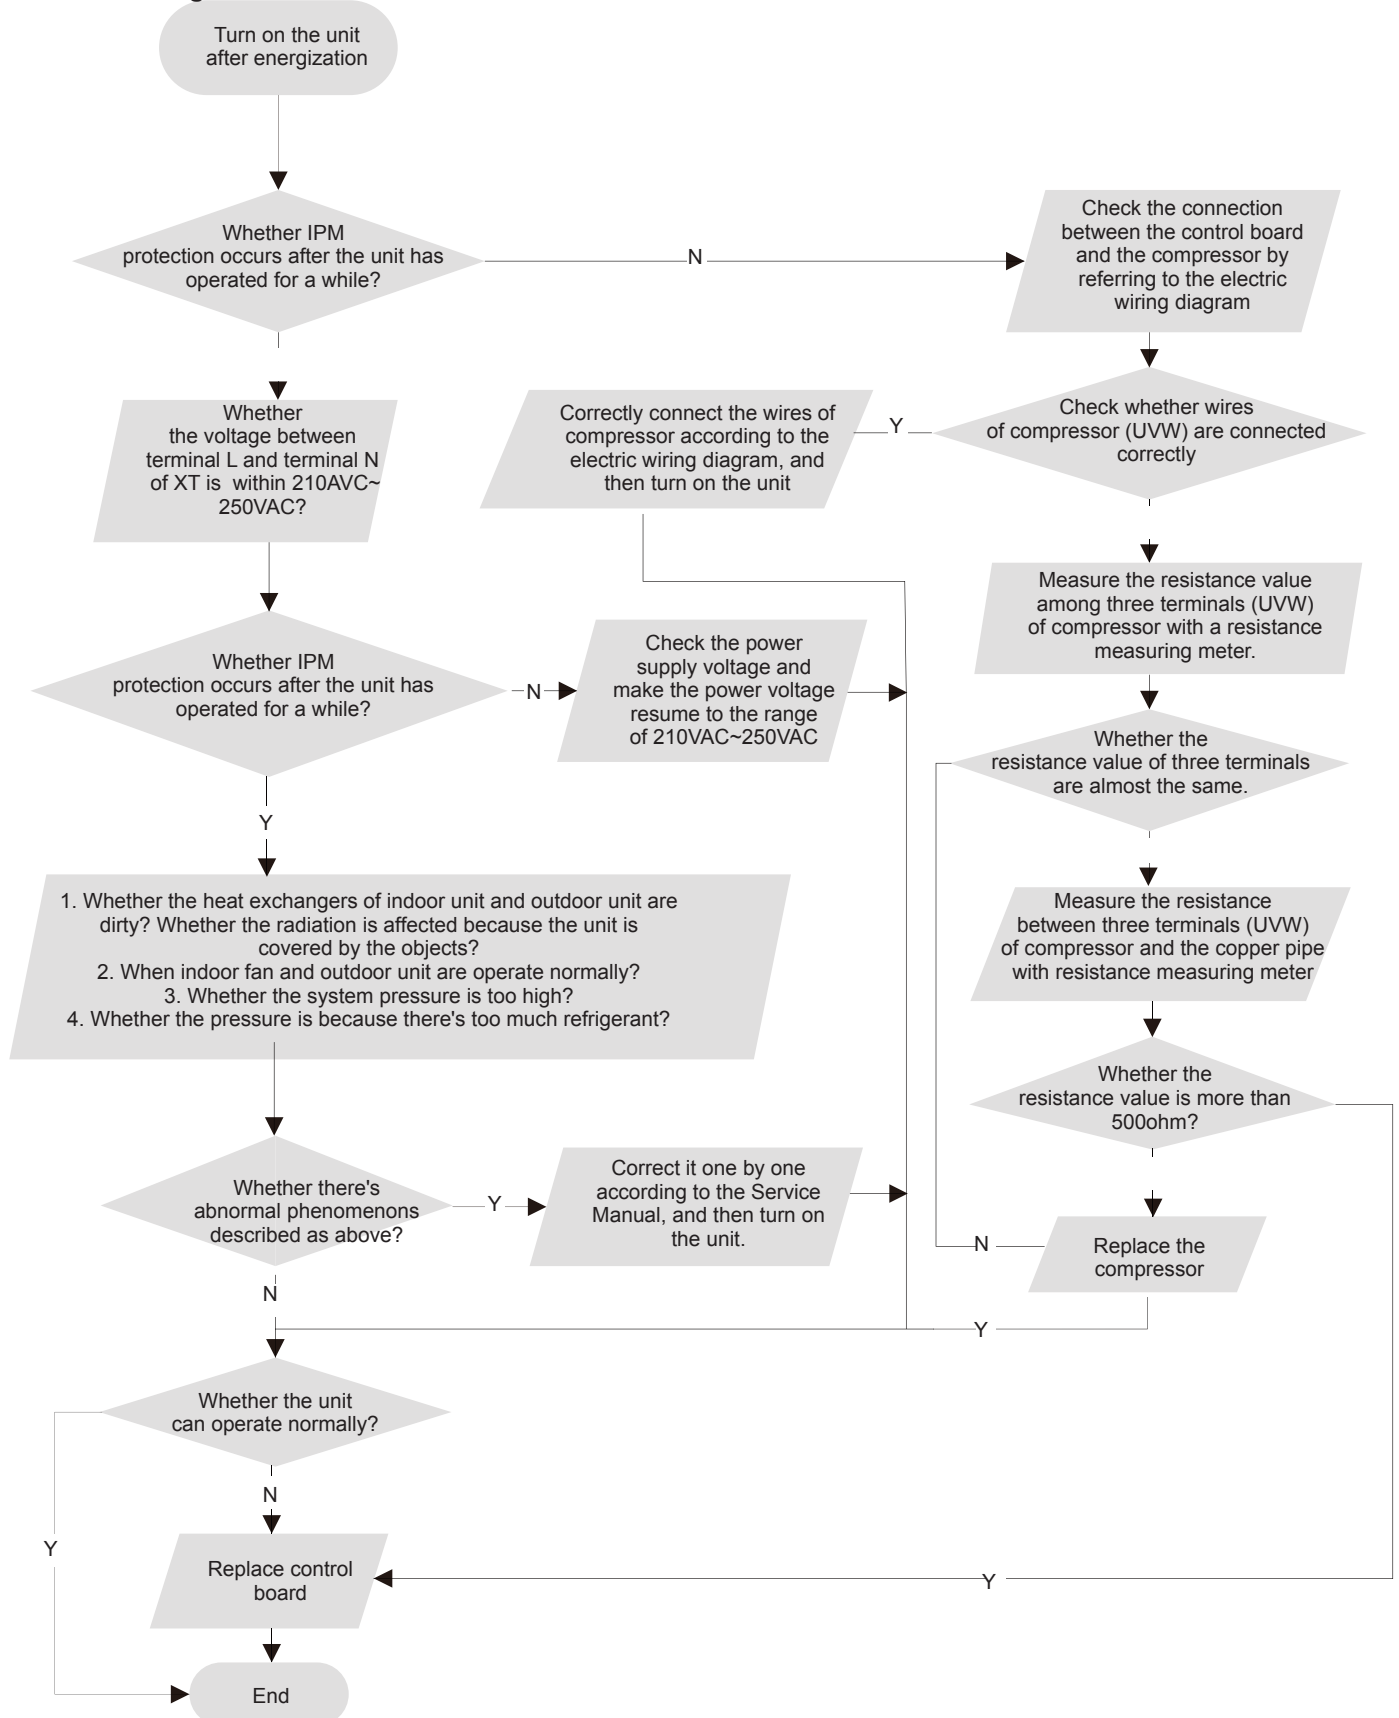 Turn on the unit
after energization
Whether IPM
protection occurs after the unit has
operated for a while?
N
Check the connection
between the control board
and the compressor by
referring to the electric
wiring diagram
Whether
the voltage between
terminal L and terminal N
of XT is within 210AVC~
250VAC?
Correctly connect the wires of
compressor according to the
electric wiring diagram, and
then turn on the unit
Y
Check whether wires
of compressor (UVW) are connected
correctly
Measure the resistance value
among three terminals (UVW)
of compressor with a resistance
measuring meter.
Whether IPM
protection occurs after the unit has
operated for a while?
N
Check the power
supply voltage and
make the power voltage
resume to the range
of 210VAC~250VAC
Whether the
resistance value of three terminals
are almost the same.
Y
1. Whether the heat exchangers of indoor unit and outdoor unit are
dirty? Whether the radiation is affected because the unit is
covered by the objects?
2. When indoor fan and outdoor unit are operate normally?
3. Whether the system pressure is too high?
4. Whether the pressure is because there's too much refrigerant?
Measure the resistance
between three terminals (UVW)
of compressor and the copper pipe
with resistance measuring meter
Whether the
resistance value is more than
500ohm?
Whether there's
abnormal phenomenons
described as above?
Y
Correct it one by one
according to the Service
Manual, and then turn on
the unit.
N
Replace the
compressor
N
Y
Whether the unit
can operate normally?
N
Y
Replace control
board
Y
End